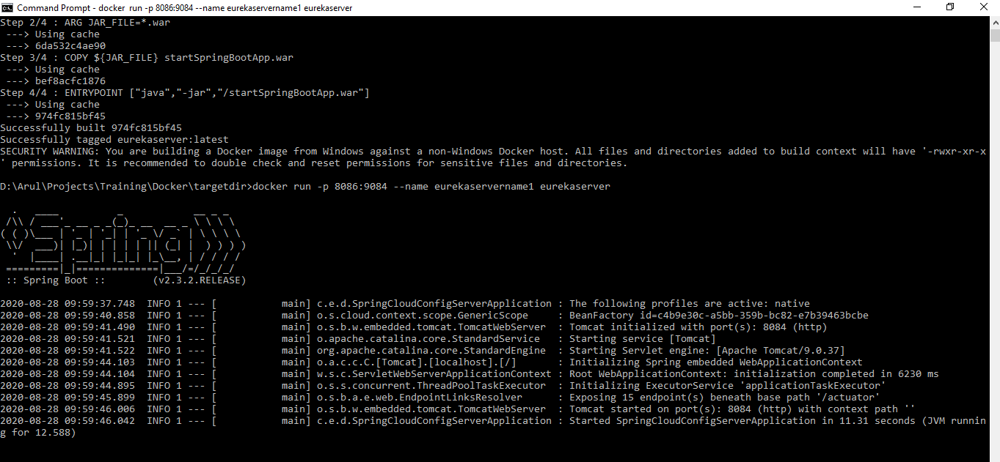 Command Prompt - docker run -p 8086:9084 --name eurekaservername1 eurekaserver
Step 2/4 : ARG JAR_FILE=*.war
 ---> Using cache
 ---> 6da532c4ae90
Step 3/4 : COPY ${JAR_FILE} startSpringBootApp.war
 ---> Using cache
 ---> bef8acfc1876
Step 4/4 : ENTRYPOINT ["java","-jar","/startSpringBootApp.war"]
 ---> Using cache
 ---> 974fc815bf45
Successfully built 974fc815bf45
Successfully tagged eurekaserver:latest
SECURITY WARNING: You are building a Docker image from Windows against a non-Windows Docker host. All files and directories added to build context will have '-rwxr-xr-x
' permissions. It is recommended to double check and reset permissions for sensitive files and directories.
D:\Arul\Projects\Training\Docker\targetdir>docker run -p 8086:9084 --name eurekaservername1 eurekaserver
  .   ____          _            __ _ _
 /\\ / ___'_ __ _ _(_)_ __  __ _ \ \ \ \
( ( )\___ | '_ | '_| | '_ \/ _` | \ \ \ \
 \\/  ___)| |_)| | | | | || (_| |  ) ) ) )
  '  |____| .__|_| |_|_| |_\__, | / / / /
 =========|_|==============|___/=/_/_/_/
 :: Spring Boot ::        (v2.3.2.RELEASE)
2020-08-28 09:59:37.748  INFO 1 --- [           main] c.e.d.SpringCloudConfigServerApplication : The following profiles are active: native
2020-08-28 09:59:40.858  INFO 1 --- [           main] o.s.cloud.context.scope.GenericScope     : BeanFactory id=c4b9e30c-a5bb-359b-bc82-e7b39463bcbe
2020-08-28 09:59:41.490  INFO 1 --- [           main] o.s.b.w.embedded.tomcat.TomcatWebServer  : Tomcat initialized with port(s): 8084 (http)
2020-08-28 09:59:41.521  INFO 1 --- [           main] o.apache.catalina.core.StandardService   : Starting service [Tomcat]
2020-08-28 09:59:41.522  INFO 1 --- [           main] org.apache.catalina.core.StandardEngine  : Starting Servlet engine: [Apache Tomcat/9.0.37]
2020-08-28 09:59:44.103  INFO 1 --- [           main] o.a.c.c.C.[Tomcat].[localhost].[/]       : Initializing Spring embedded WebApplicationContext
2020-08-28 09:59:44.104  INFO 1 --- [           main] w.s.c.ServletWebServerApplicationContext : Root WebApplicationContext: initialization completed in 6230 ms
2020-08-28 09:59:44.895  INFO 1 --- [           main] o.s.s.concurrent.ThreadPoolTaskExecutor  : Initializing ExecutorService 'applicationTaskExecutor'
2020-08-28 09:59:45.899  INFO 1 --- [           main] o.s.b.a.e.web.EndpointLinksResolver      : Exposing 15 endpoint(s) beneath base path '/actuator'
2020-08-28 09:59:46.006  INFO 1 --- [           main] o.s.b.w.embedded.tomcat.TomcatWebServer  : Tomcat started on port(s): 8084 (http) with context path ''
2020-08-28 09:59:46.042  INFO 1 --- [           main] c.e.d.SpringCloudConfigServerApplication : Started SpringCloudConfigServerApplication in 11.31 seconds (JVM runnin
g for 12.588)